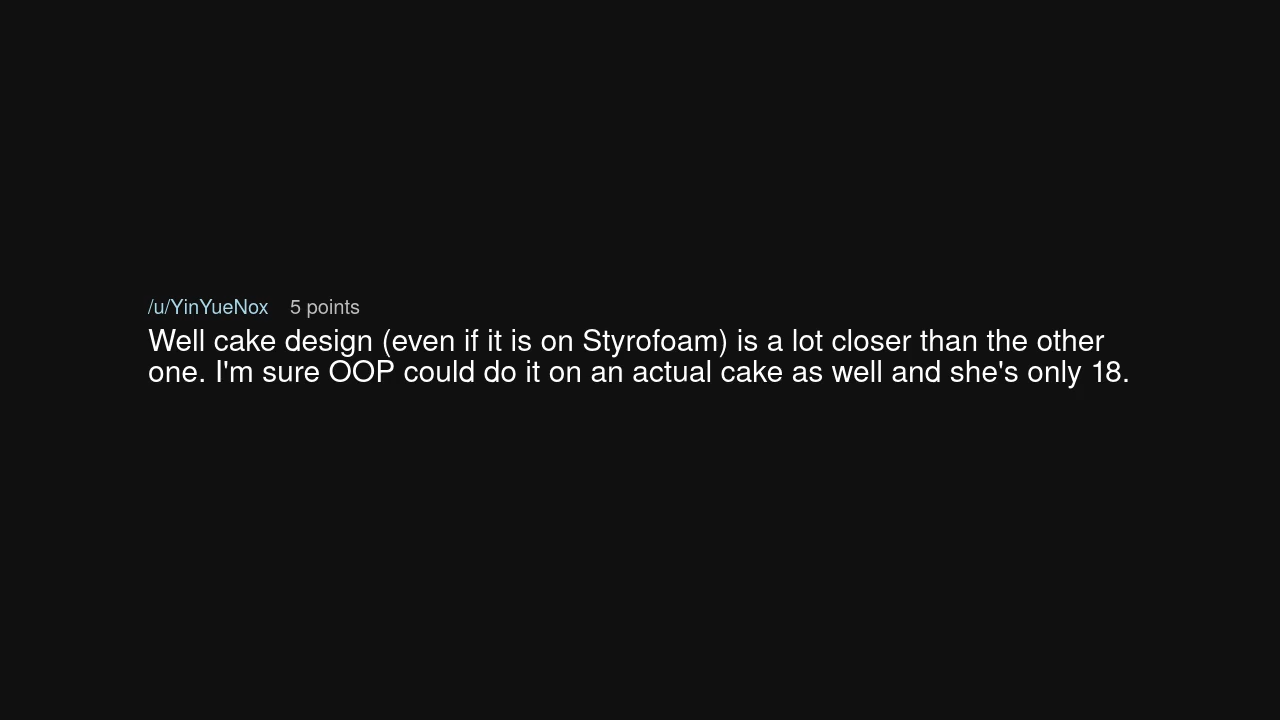 /u/YinYueNox 5 points
Well cake design (even if it is on Styrofoam) is a lot closer than the other
one. I'm sure OOP could do it on an actual cake as well and she's only 18.